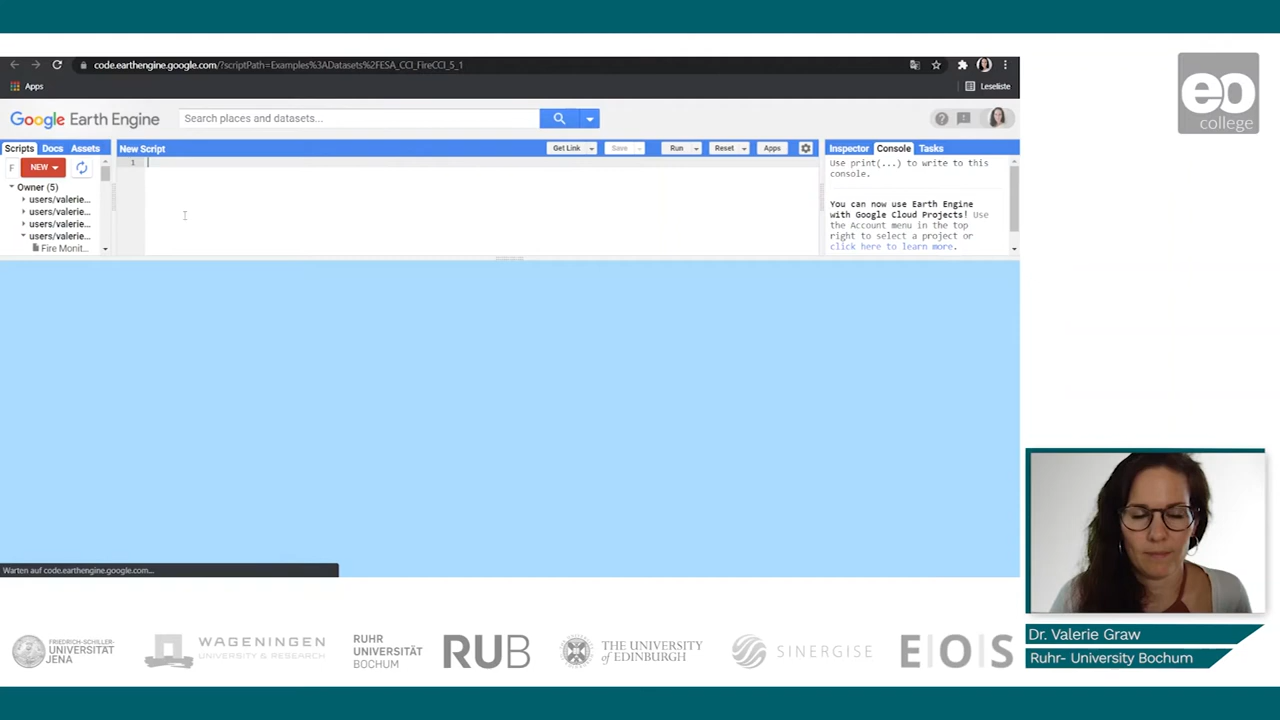 code.earthengine.google.com/?scriptPath=Examples%3ADatasets%2FESA_CCI_FireCCI_5_1
Apps
Leseliste
eo
college
Google Earth Engine
Search places and datasets...
Scripts Docs Assets
New Script
Get Link
Save
Run
Reset
Apps
Inspector Console Tasks
F
NEW
Owner (5)
users/valerie...
users/valerie...
users/valerie...
users/valerie...
Fire Monit...
1
Use print(...) to write to this
console.
You can now use Earth Engine
with Google Cloud Projects! Use
the Account menu in the top
right to select a project or
click here to learn more.
Warten auf code.earthengine.google.com...
Dr. Valerie Graw
Ruhr- University Bochum
FRIEDRICH-SCHILLER-
UNIVERSITÄT
JENA
WAGENINGEN
UNIVERSITY & RESEARCH
RUHR
UNIVERSITÄT
BOCHUM
RUB
THE UNIVERSITY
of EDINBURGH
SINERGISE
E|O|S